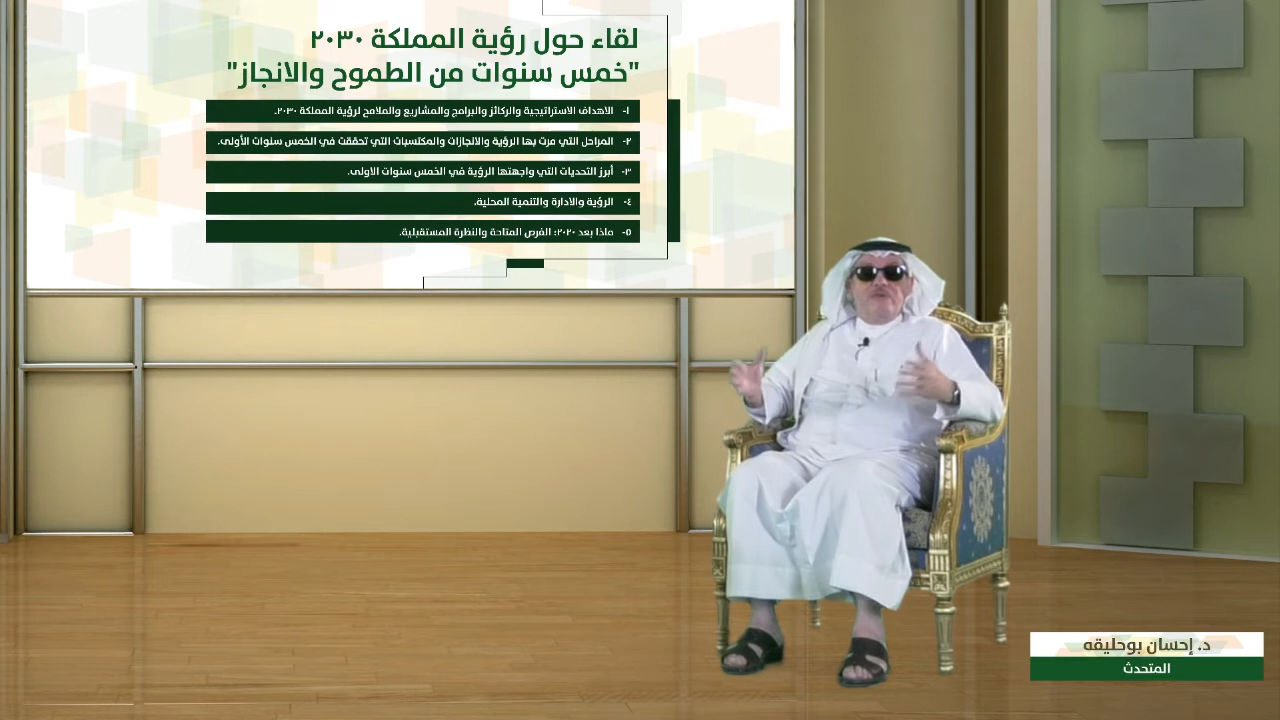 لقاء حول رؤية المملكة ٢٠٣٠
"خمس سنوات من الطموح والانجاز"
١- الاهداف الاستراتيجية والركائز والبرامج والمشاريع والملامح لرؤية المملكة ٢٠٣٠.
٢- المراحل التي مرت بها الرؤية والانجازات والمكتسبات التي تحققت في الخمس سنوات الأولى.
٣- أبرز التحديات التي واجهتها الرؤية في الخمس سنوات الاولى.
٤- الرؤية والادارة والتنمية المحلية.
٥- ماذا بعد ٢٠٢٠: الفرص المتاحة والنظرة المستقبلية.
د. إحسان بوحليقه
المتحدث